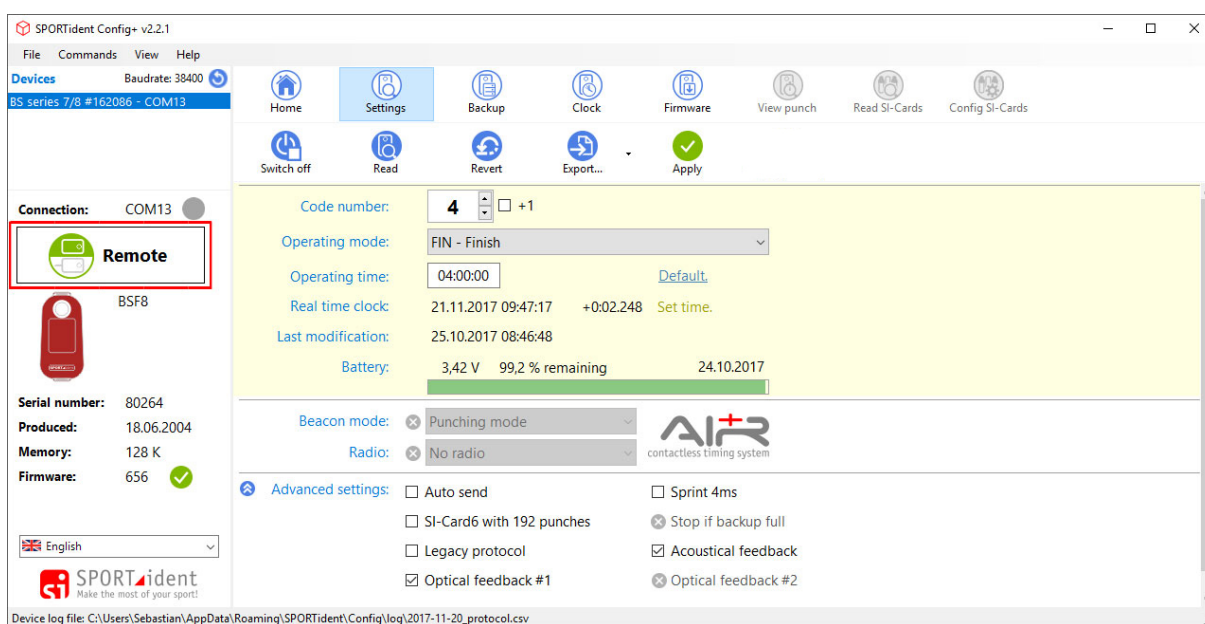 SPORTident Config+ v2.2.1
File Commands View Help
Devices Baudrate: 38400
BS series 7/8 #162086 - COM13
Home Settings Backup Clock Firmware View punch Read SI-Cards Config SI-Cards
Switch off Read Revert Export... Apply
Connection: COM13
Remote
BSF8
SPORTident
Serial number: 80264
Produced: 18.06.2004
Memory: 128 K
Firmware: 656
English
SPORTident
Make the most of your sport!
Code number: 4 +1
Operating mode: FIN - Finish
Operating time: 04:00:00 Default.
Real time clock: 21.11.2017 09:47:17 +0:02.248 Set time.
Last modification: 25.10.2017 08:46:48
Battery: 3,42 V 99,2 % remaining 24.10.2017
Beacon mode: Punching mode
Radio: No radio
AIR+
contactless timing system
Advanced settings: Auto send Sprint 4ms
SI-Card6 with 192 punches Stop if backup full
Legacy protocol Acoustical feedback
Optical feedback #1 Optical feedback #2
Device log file: C:\Users\Sebastian\AppData\Roaming\SPORTident\Config\log\2017-11-20_protocol.csv